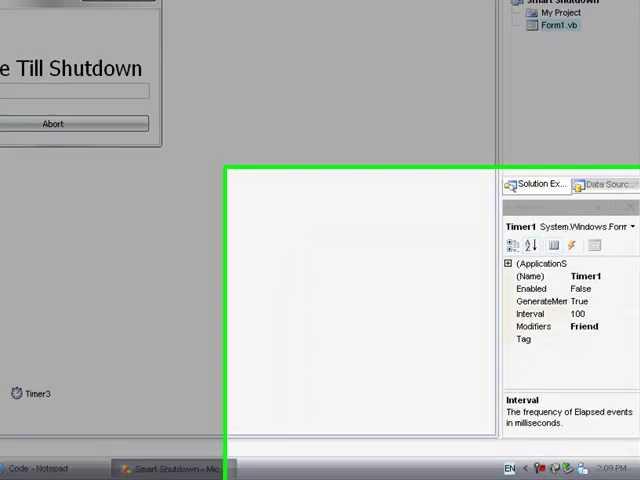 Smart Shutdown
My Project
Form1.vb
e Till Shutdown
Abort
Solution Ex...
Data Sourc...
Timer1 System.Windows.Forr
(ApplicationS
(Name) Timer1
Enabled False
GenerateMem True
Interval 100
Modifiers Friend
Tag
Timer3
Interval
The frequency of Elapsed events
in milliseconds.
Code - Notepad
Smart Shutdown - Mic...
EN
2:09 PM